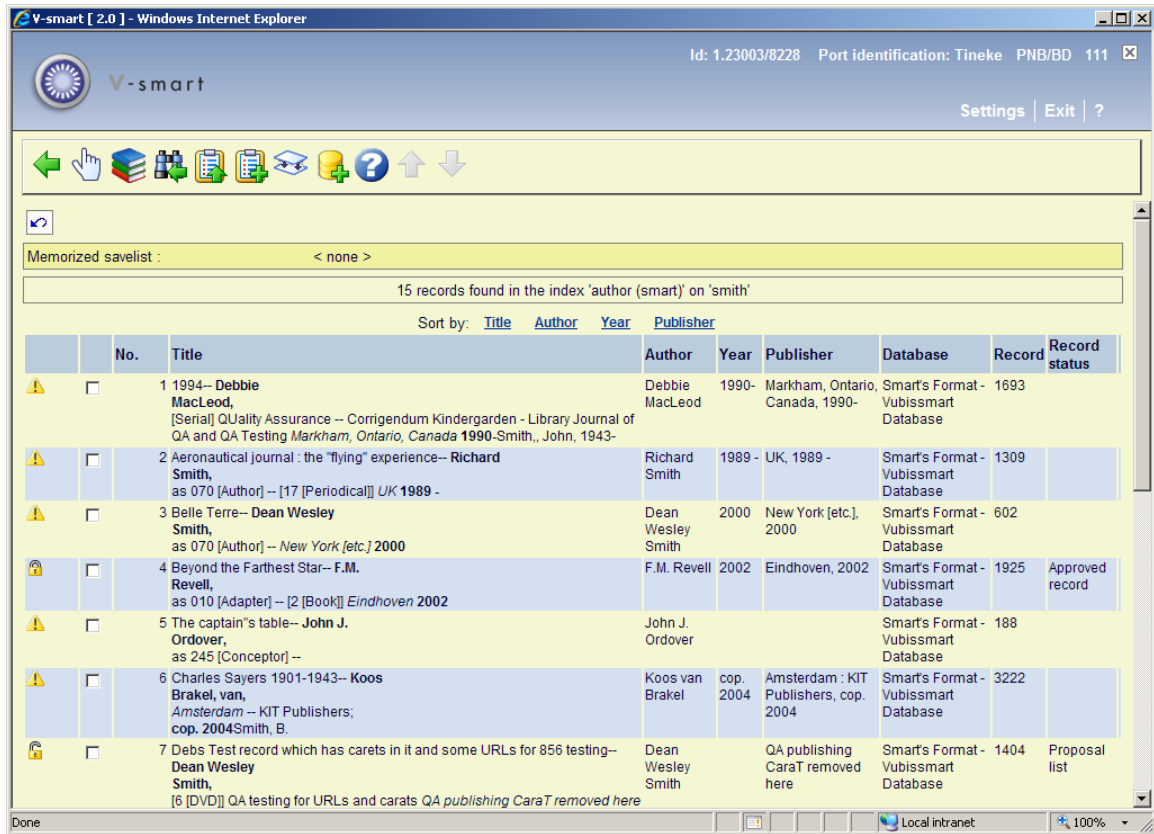 V-smart [ 2.0 ] - Windows Internet Explorer
Id: 1.23003/8228 Port identification: Tineke PNB/BD 111
V-smart
Settings | Exit | ?
Memorized savelist : < none >
15 records found in the index 'author (smart)' on 'smith'
Sort by: Title Author Year Publisher
No. Title Author Year Publisher Database Record Record status
1 1994-- Debbie Debbie 1990- Markham, Ontario, Smart's Format - 1693
MacLeod, MacLeod Canada, 1990- Vubissmart
[Serial] QUality Assurance -- Corrigendum Kindergarden - Library Journal of Database
QA and QA Testing Markham, Ontario, Canada 1990-Smith,, John, 1943-
2 Aeronautical journal : the "flying" experience-- Richard Richard 1989 - UK, 1989 - Smart's Format - 1309
Smith, Smith Vubissmart
as 070 [Author] -- [17 [Periodical]] UK 1989 - Database
3 Belle Terre-- Dean Wesley Dean 2000 New York [etc.], Smart's Format - 602
Smith, Wesley 2000 Vubissmart
as 070 [Author] -- New York [etc.] 2000 Smith Database
4 Beyond the Farthest Star-- F.M. F.M. Revell 2002 Eindhoven, 2002 Smart's Format - 1925 Approved
Revell, Vubissmart record
as 010 [Adapter] -- [2 [Book]] Eindhoven 2002 Database
5 The captain"s table-- John J. John J. Smart's Format - 188
Ordover, Ordover Vubissmart
as 245 [Conceptor] -- Database
6 Charles Sayers 1901-1943-- Koos Koos van cop. Amsterdam : KIT Smart's Format - 3222
Brakel, van, Brakel 2004 Publishers, cop. Vubissmart
Amsterdam -- KIT Publishers; 2004 Database
cop. 2004Smith, B.
7 Debs Test record which has carets in it and some URLs for 856 testing-- Dean QA publishing Smart's Format - 1404 Proposal
Dean Wesley Wesley CaraT removed Vubissmart list
Smith, Smith here Database
[6 [DVD]] QA testing for URLs and carats QA publishing CaraT removed here
Done Local intranet 100%